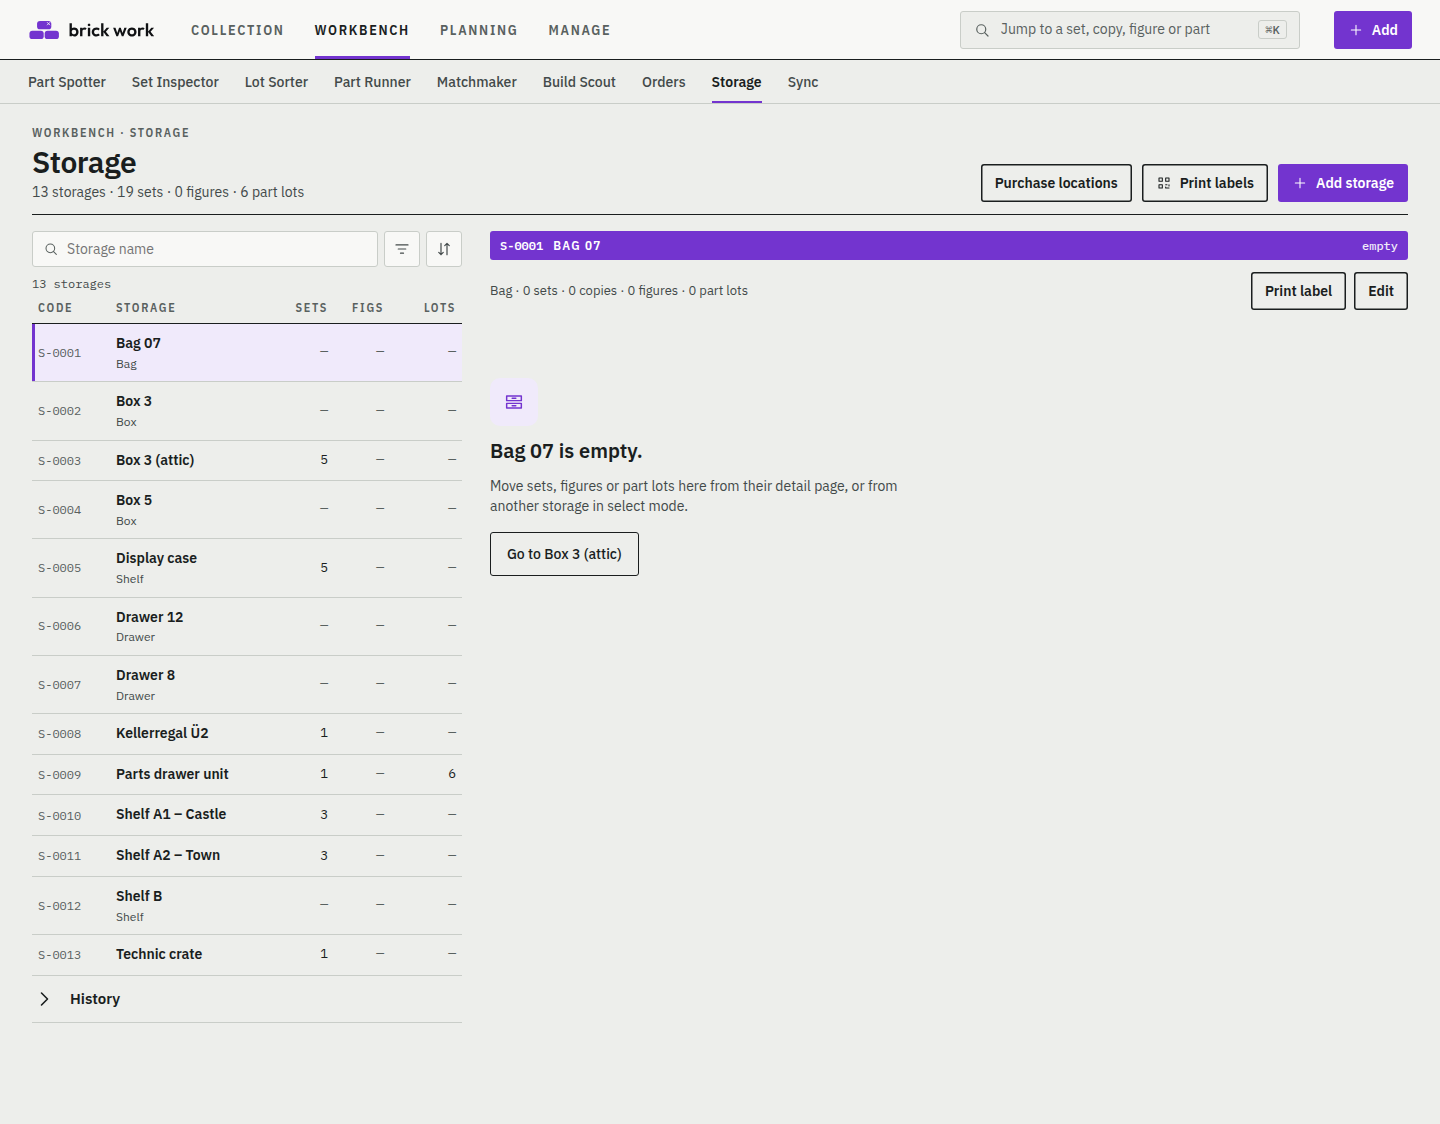 brick work
COLLECTION
WORKBENCH
PLANNING
MANAGE
Jump to a set, copy, figure or part
⌘K
Add
Part Spotter
Set Inspector
Lot Sorter
Part Runner
Matchmaker
Build Scout
Orders
Storage
Sync
WORKBENCH · STORAGE
Storage
13 storages · 19 sets · 0 figures · 6 part lots
Purchase locations
Print labels
Add storage
Storage name
13 storages
CODE STORAGE SETS FIGS LOTS
S-0001 Bag 07 – – –
Bag
S-0002 Box 3 – – –
Box
S-0003 Box 3 (attic) 5 – –
S-0004 Box 5 – – –
Box
S-0005 Display case 5 – –
Shelf
S-0006 Drawer 12 – – –
Drawer
S-0007 Drawer 8 – – –
Drawer
S-0008 Kellerregal Ü2 1 – –
S-0009 Parts drawer unit 1 – 6
S-0010 Shelf A1 – Castle 3 – –
S-0011 Shelf A2 – Town 3 – –
S-0012 Shelf B – – –
Shelf
S-0013 Technic crate 1 – –
History
S-0001 BAG 07 empty
Bag · 0 sets · 0 copies · 0 figures · 0 part lots
Print label
Edit
Bag 07 is empty.
Move sets, figures or part lots here from their detail page, or from
another storage in select mode.
Go to Box 3 (attic)